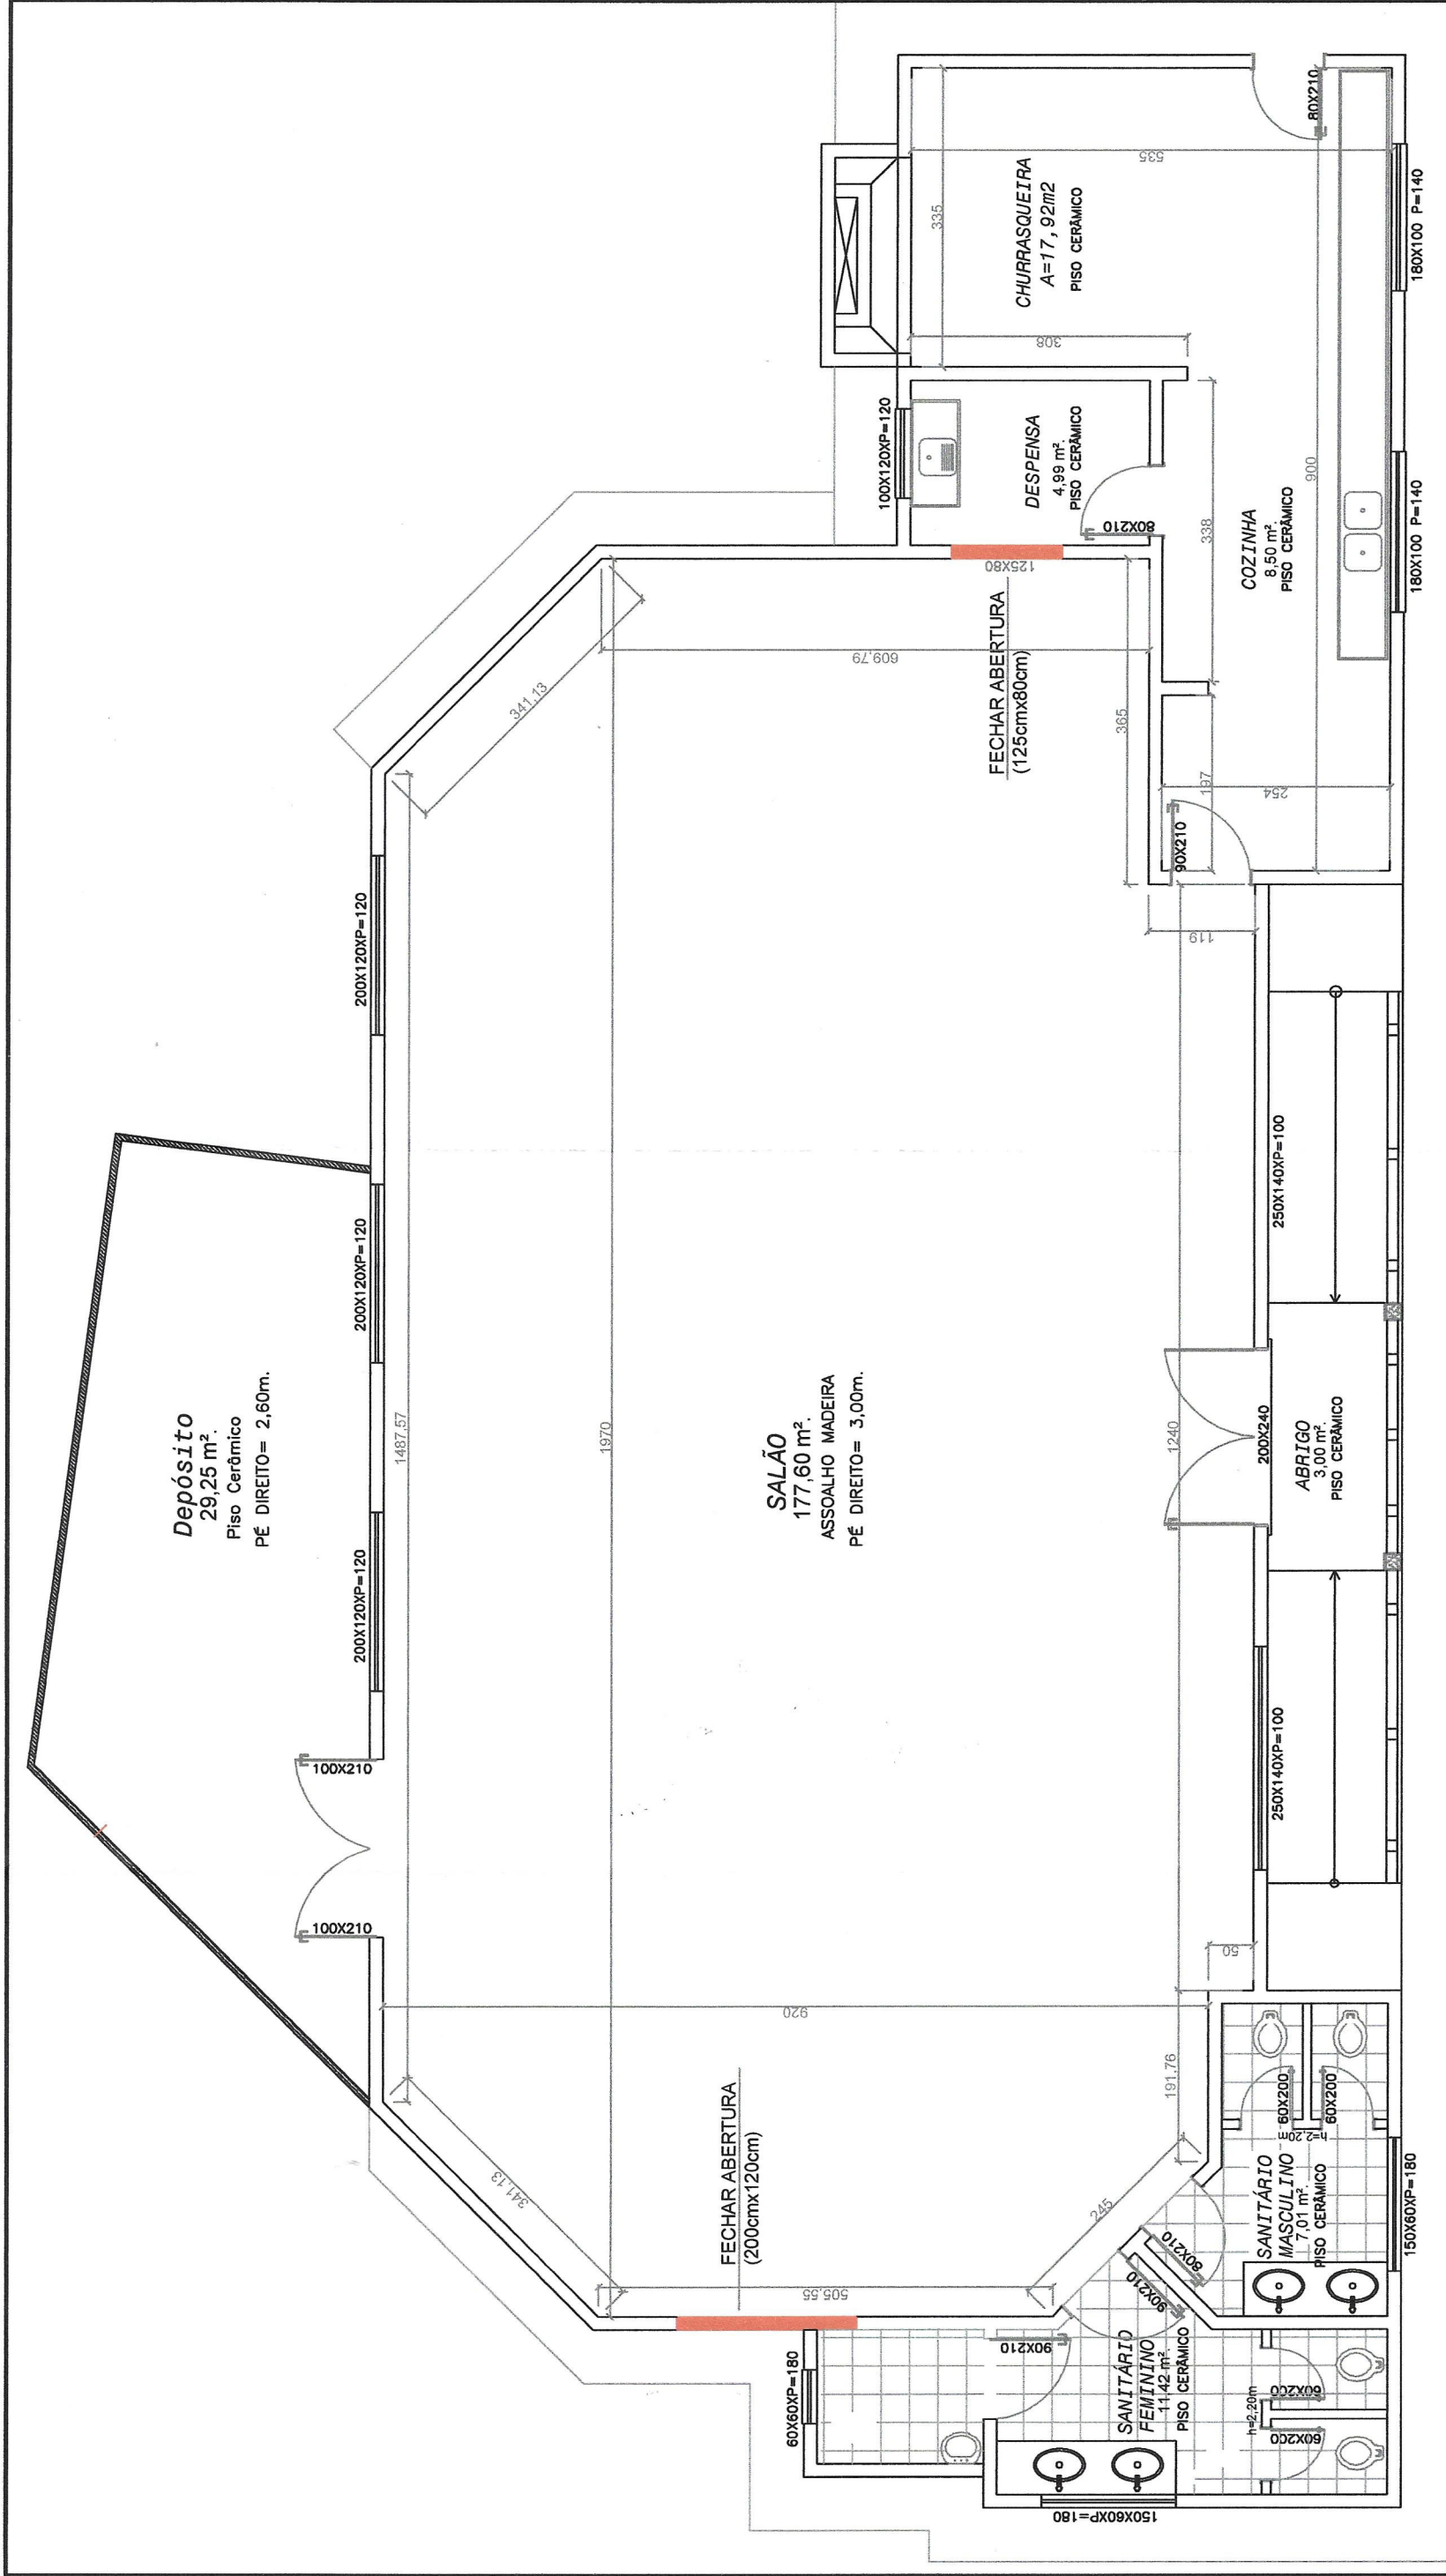 Depósito
29,25 m².
Piso Cerâmico
PÉ DIREITO= 2,60m.
100X210
100X210
200X120XP=120
200X120XP=120
200X120XP=120
1487,57
341,13
341,13
1970
920
SALÃO
177,60 m².
ASSOALHO MADEIRA
PÉ DIREITO= 3,00m.
FECHAR ABERTURA
(200cmx120cm)
505,55
245
191,76
50
1240
119
365
609,79
FECHAR ABERTURA
(125cmx80cm)
125X80
100X120XP=120
DESPENSA
4,99 m².
PISO CERÂMICO
80X210
CHURRASQUEIRA
A=17,92m2
PISO CERÂMICO
335
535
308
80X210
338
197
254
900
90X210
COZINHA
8,50 m².
PISO CERÂMICO
180X100 P=140
180X100 P=140
200X240
ABRIGO
3,00 m².
PISO CERÂMICO
250X140XP=100
250X140XP=100
SANITÁRIO
MASCULINO
7,01 m².
PISO CERÂMICO
60X200
60X200
h=2,20m
h=2,20m
80X210
150X60XP=180
90X210
SANITÁRIO
FEMININO
11,42 m².
PISO CERÂMICO
90X210
60X60XP=180
60X200
60X200
h=2,20m
150X60XP=180